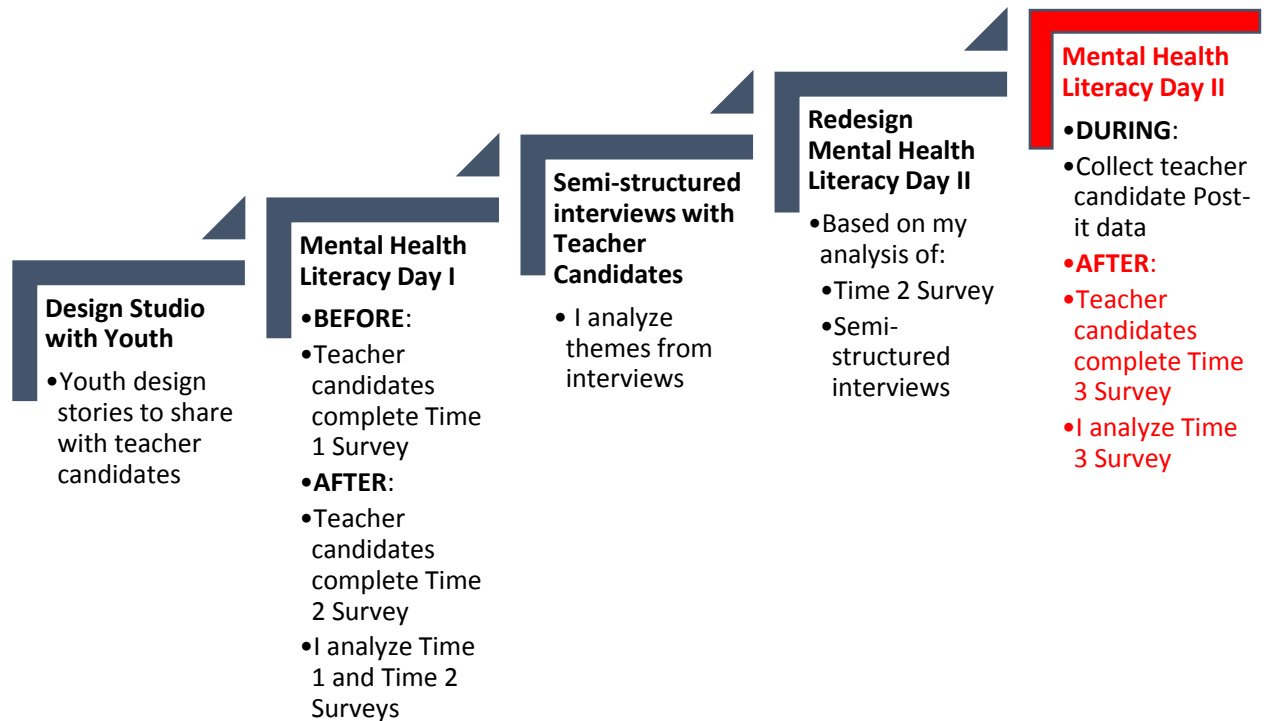 Design Studio
with Youth
•Youth design
stories to share
with teacher
candidates
Mental Health
Literacy Day I
•BEFORE:
•Teacher
candidates
complete Time
1 Survey
•AFTER:
•Teacher
candidates
complete Time
2 Survey
•I analyze Time
1 and Time 2
Surveys
Semi-structured
interviews with
Teacher
Candidates
• I analyze
themes from
interviews
Redesign
Mental Health
Literacy Day II
•Based on my
analysis of:
•Time 2 Survey
•Semi-
structured
interviews
Mental Health
Literacy Day II
•DURING:
•Collect teacher
candidate Post-
it data
•AFTER:
•Teacher
candidates
complete Time
3 Survey
•I analyze Time
3 Survey